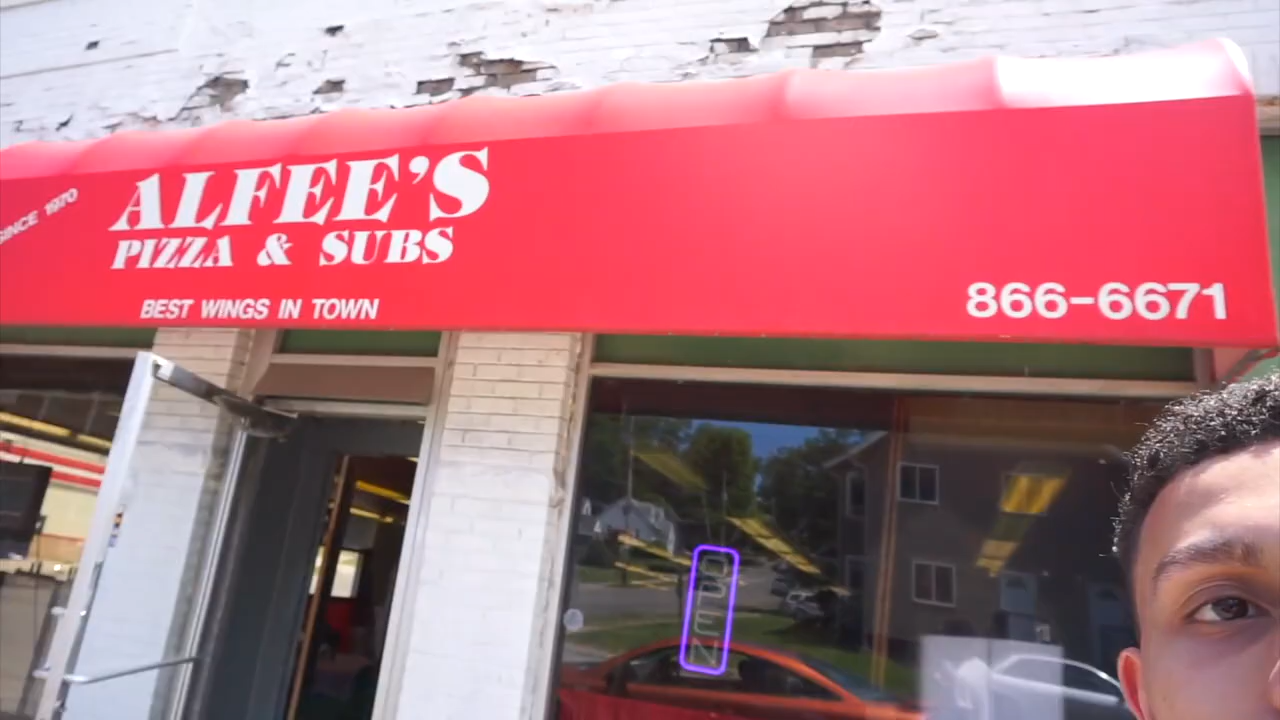 SINCE 1970
ALFEE'S
PIZZA & SUBS
BEST WINGS IN TOWN
866-6671
OPEN